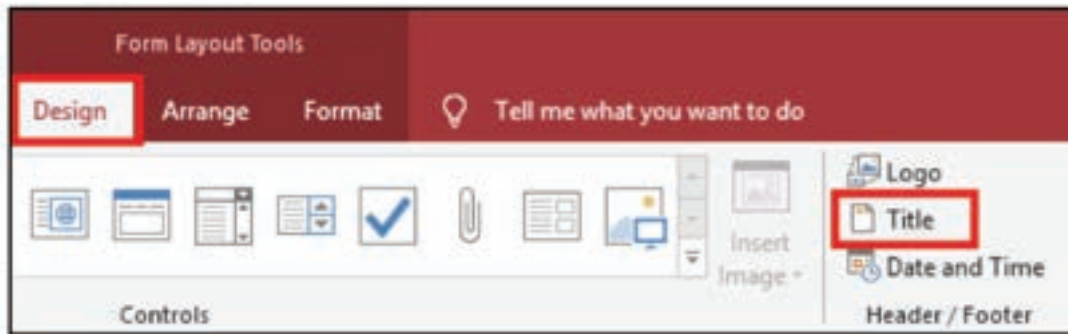 Form Layout Tools
Design Arrange Format Tell me what you want to do
Logo
Title
Insert
Image
Date and Time
Controls Header / Footer